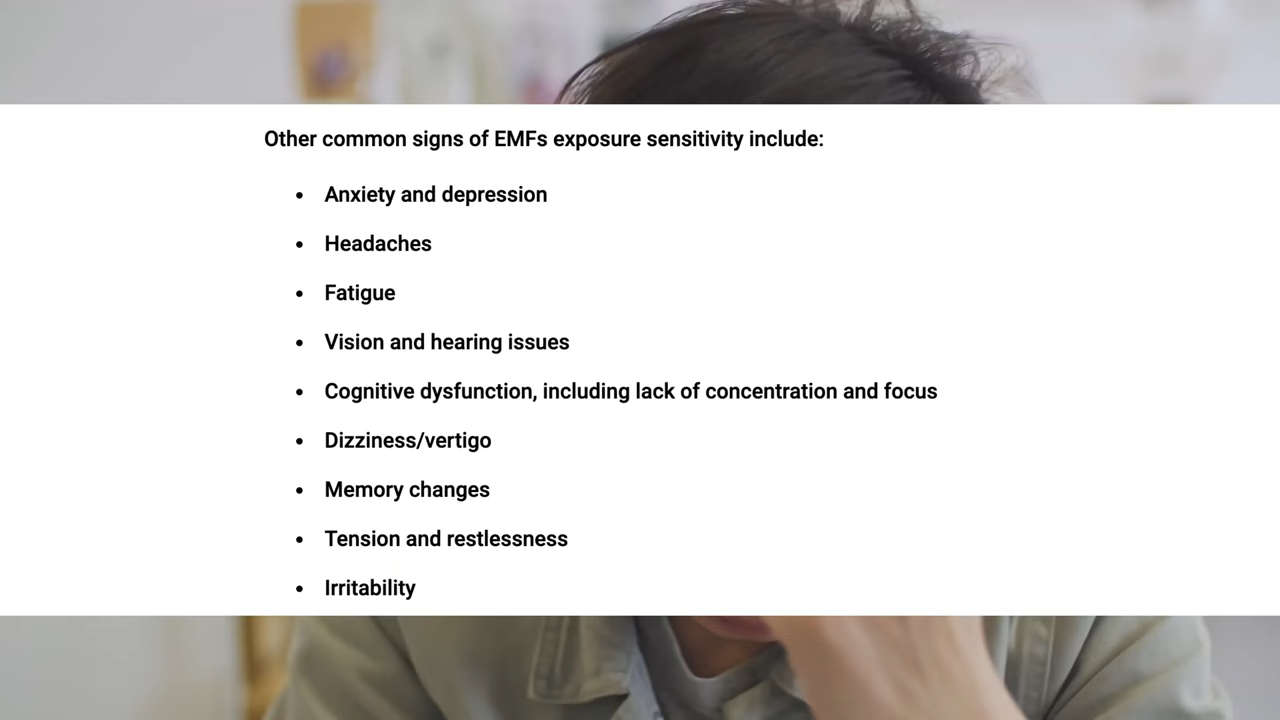 Other common signs of EMFs exposure sensitivity include:
• Anxiety and depression
• Headaches
• Fatigue
• Vision and hearing issues
• Cognitive dysfunction, including lack of concentration and focus
• Dizziness/vertigo
• Memory changes
• Tension and restlessness
• Irritability